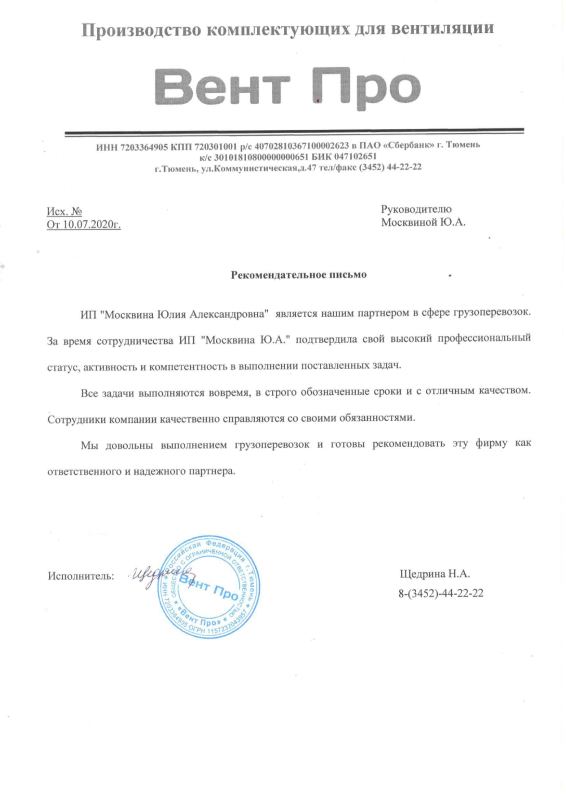 Производство комплектующих для вентиляции
Вент Про
ИНН 7203364905 КПП 720301001 р/с 40702810367100002623 в ПАО «Сбербанк» г. Тюмень
к/с 30101810800000000651 БИК 047102651
г.Тюмень, ул.Коммунистическая,д.47 тел/факс (3452) 44-22-22
Исх. №
От 10.07.2020г.
Руководителю
Москвиной Ю.А.
Рекомендательное письмо
ИП "Москвина Юлия Александровна" является нашим партнером в сфере грузоперевозок.
За время сотрудничества ИП "Москвина Ю.А." подтвердила свой высокий профессиональный
статус, активность и компетентность в выполнении поставленных задач.
Все задачи выполняются вовремя, в строго обозначенные сроки и с отличным качеством.
Сотрудники компании качественно справляются со своими обязанностями.
Мы довольны выполнением грузоперевозок и готовы рекомендовать эту фирму как
ответственного и надежного партнера.
Исполнитель:
Щедрина Н.А.
8-(3452)-44-22-22
Российская Федерация г. Тюмень
ОБЩЕСТВО С ОГРАНИЧЕННОЙ ОТВЕТСТВЕННОСТЬЮ
Вент Про
«Вент Про»
ИНН 7203364905 ОГРН